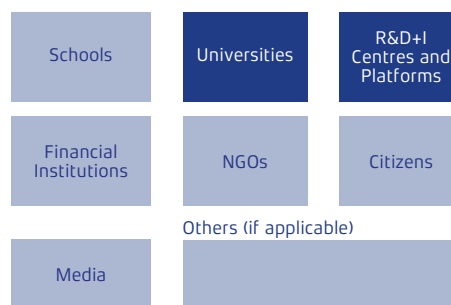 Schools
Universities
R&D+I
Centres and
Platforms
Financial
Institutions
NGOs
Citizens
Others (if applicable)
Media